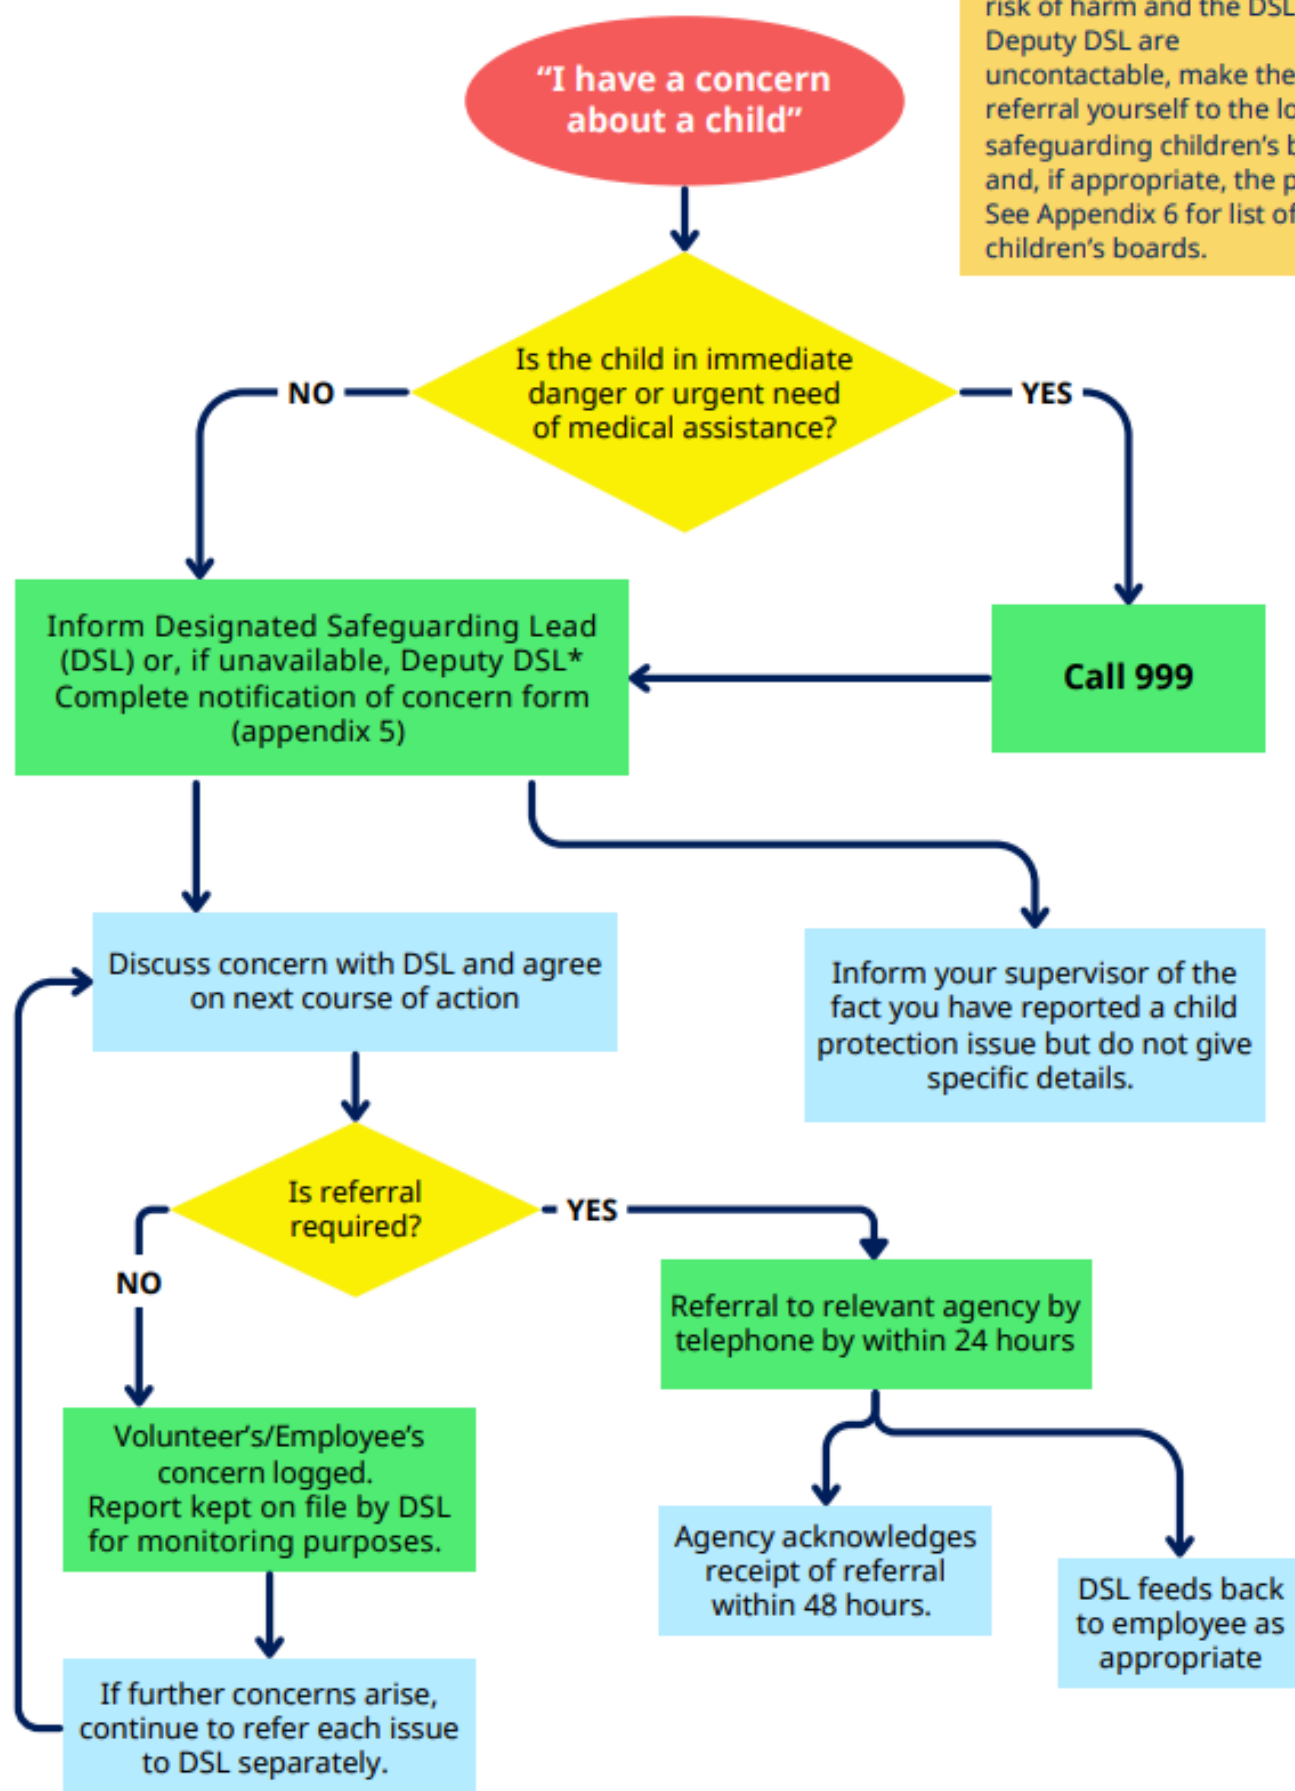 risk of harm and the DSL
Deputy DSL are
uncontactable, make the
referral yourself to the
safeguarding children's
and, if appropriate, the
See Appendix 6 for list of
children's boards.
“I have a concern
about a child”
Is the child in immediate
danger or urgent need
of medical assistance?
NO
YES
Inform Designated Safeguarding Lead
(DSL) or, if unavailable, Deputy DSL*
Complete notification of concern form
(appendix 5)
Call 999
Discuss concern with DSL and agree
on next course of action
Inform your supervisor of the
fact you have reported a child
protection issue but do not give
specific details.
Is referral
required?
YES
NO
Referral to relevant agency by
telephone by within 24 hours
Volunteer’s/Employee’s
concern logged.
Report kept on file by DSL
for monitoring purposes.
Agency acknowledges
receipt of referral
within 48 hours.
DSL feeds back
to employee as
appropriate
If further concerns arise,
continue to refer each issue
to DSL separately.